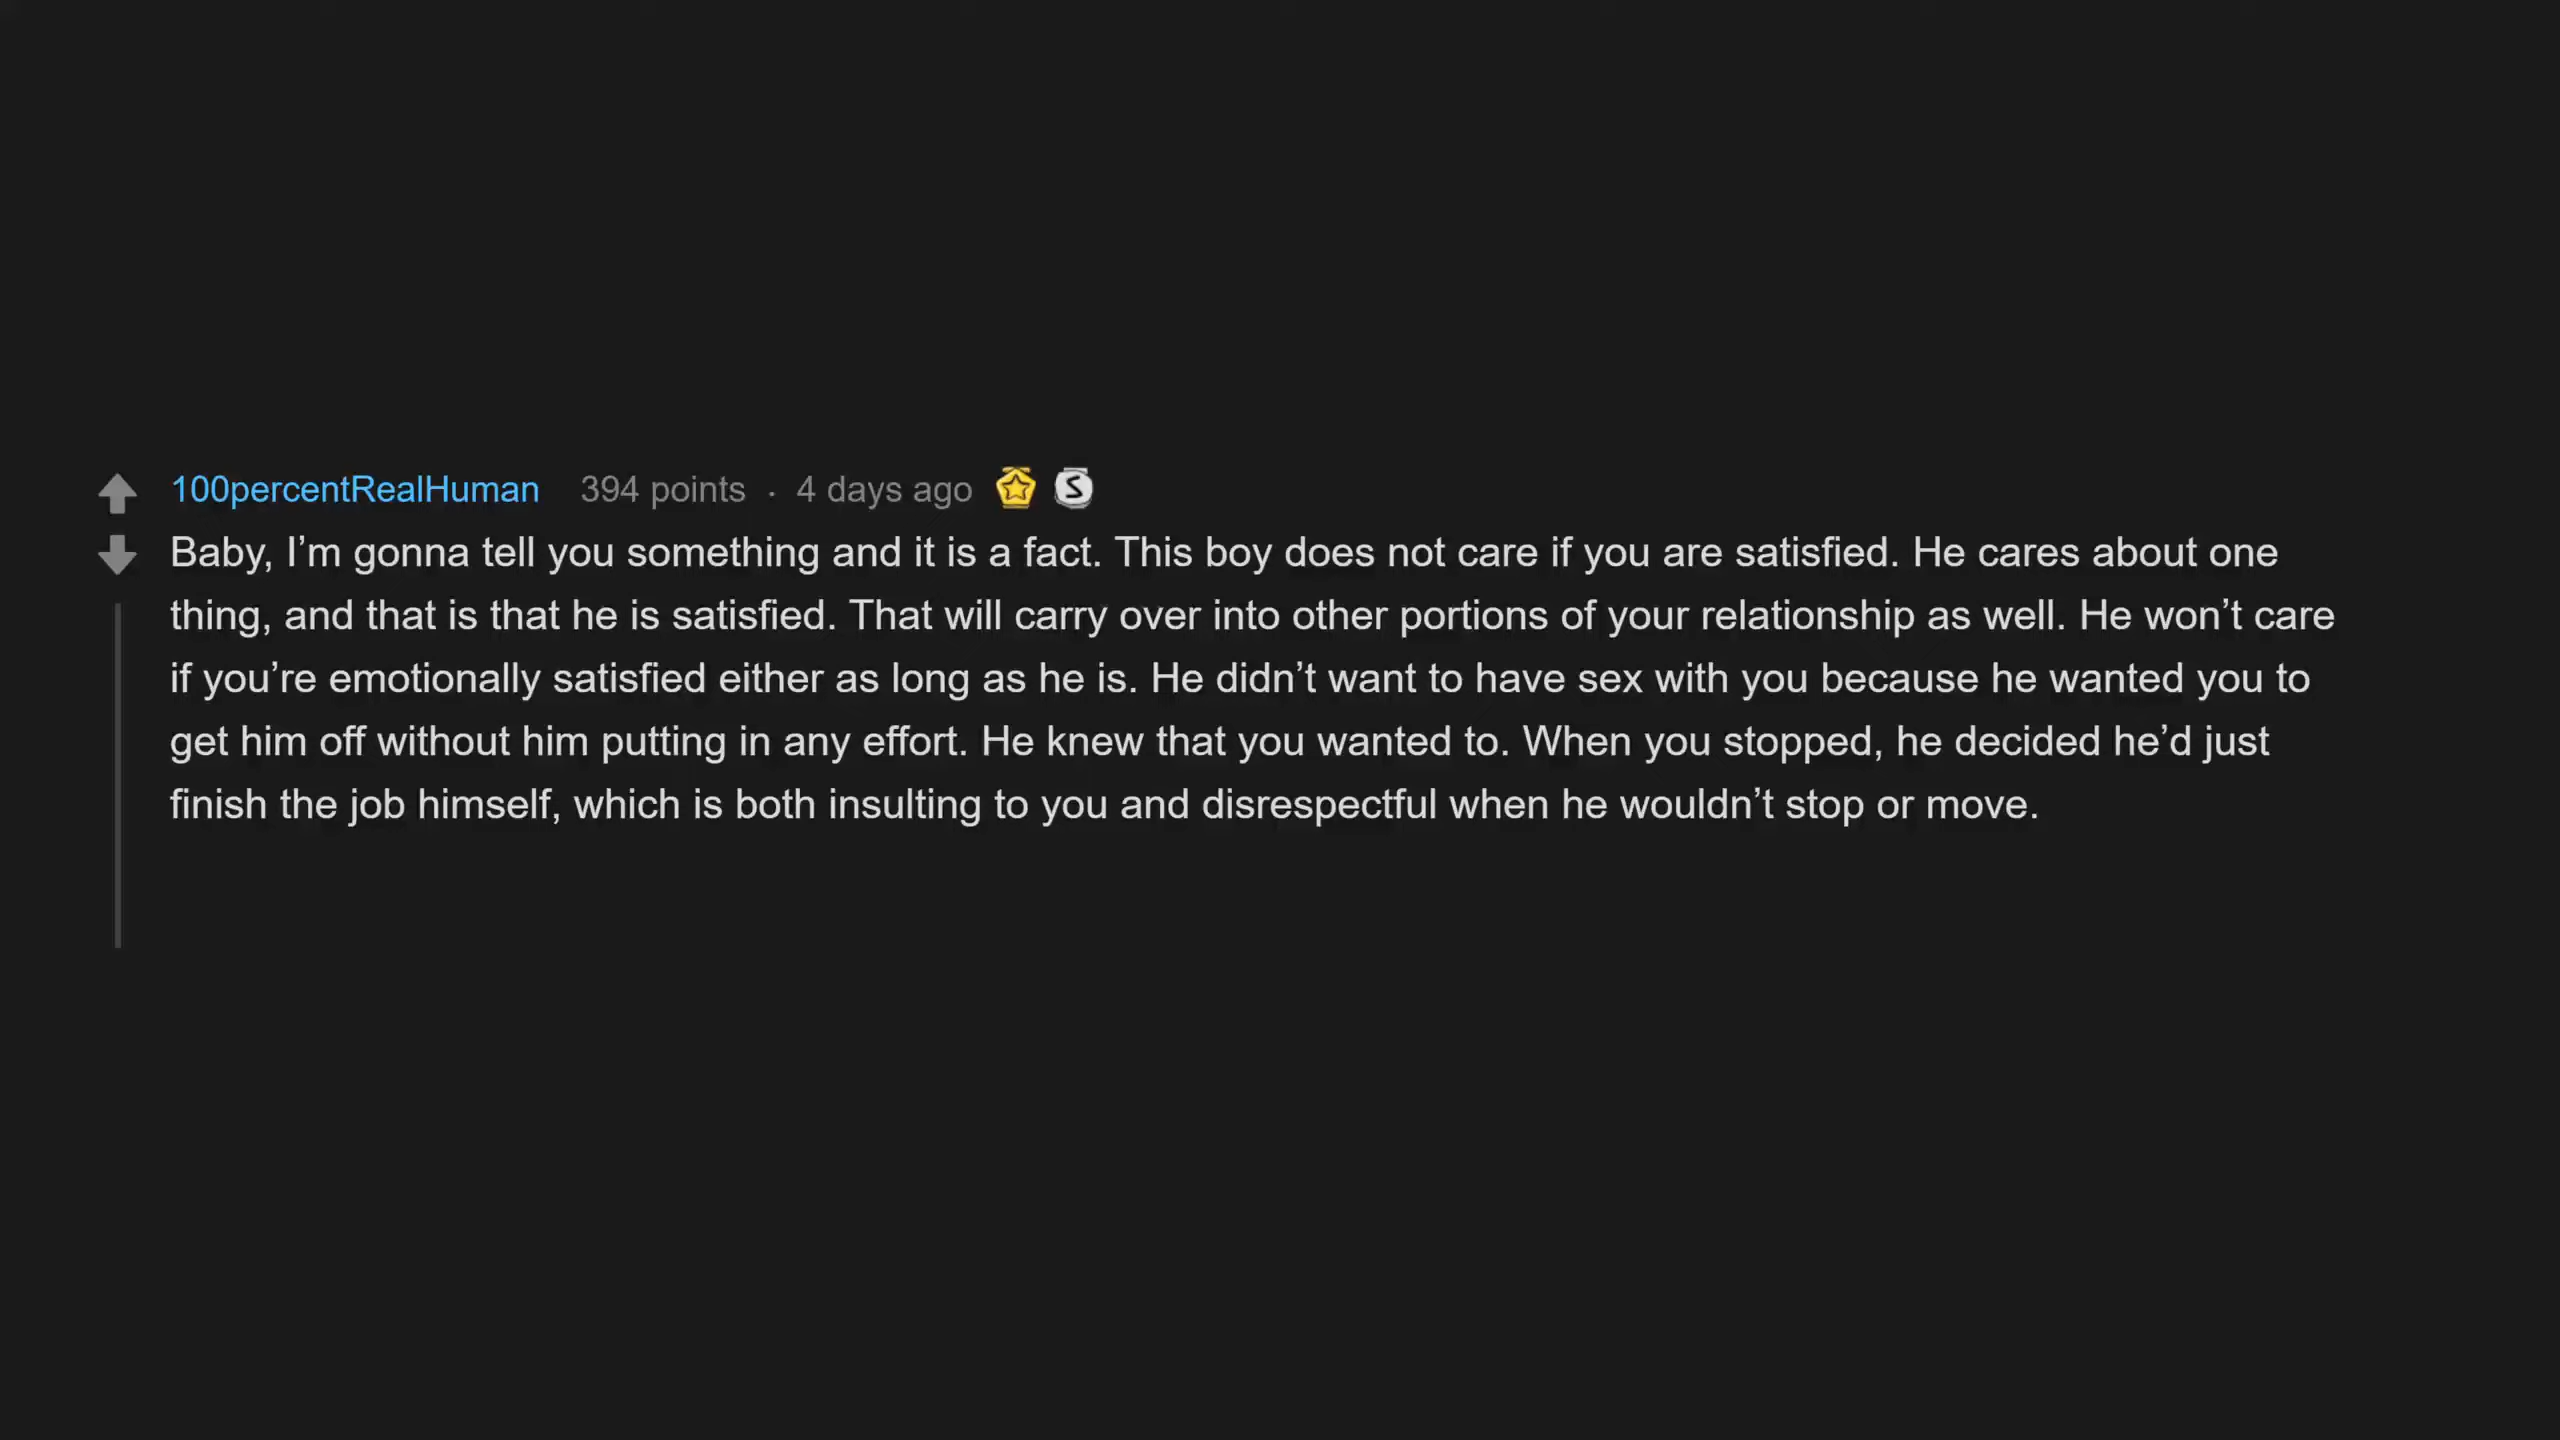 100percentRealHuman 394 points · 4 days ago S
Baby, I’m gonna tell you something and it is a fact. This boy does not care if you are satisfied. He cares about one
thing, and that is that he is satisfied. That will carry over into other portions of your relationship as well. He won’t care
if you’re emotionally satisfied either as long as he is. He didn’t want to have sex with you because he wanted you to
get him off without him putting in any effort. He knew that you wanted to. When you stopped, he decided he’d just
finish the job himself, which is both insulting to you and disrespectful when he wouldn’t stop or move.